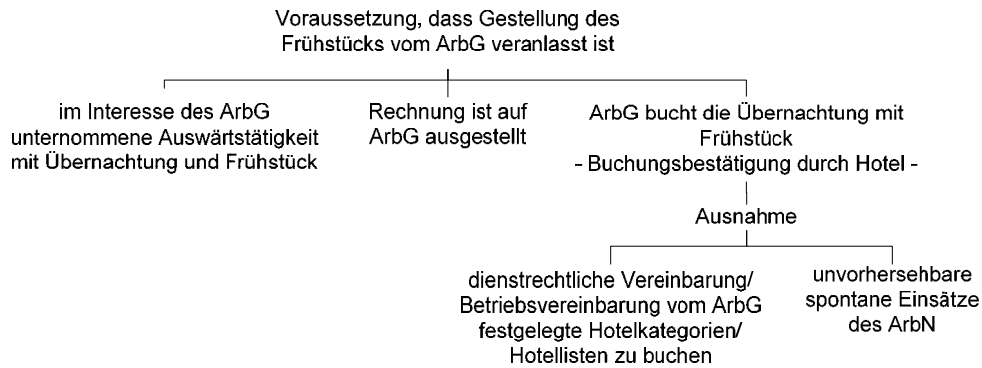 Voraussetzung, dass Gestellung des
Frühstücks vom ArbG veranlasst ist
im Interesse des ArbG
unternommene Auswärtstätigkeit
mit Übernachtung und Frühstück
Rechnung ist auf
ArbG ausgestellt
ArbG bucht die Übernachtung mit
Frühstück
- Buchungsbestätigung durch Hotel -
Ausnahme
dienstrechtliche Vereinbarung/
Betriebsvereinbarung vom ArbG
festgelegte Hotelkategorien/
Hotellisten zu buchen
unvorhersehbare
spontane Einsätze
des ArbN